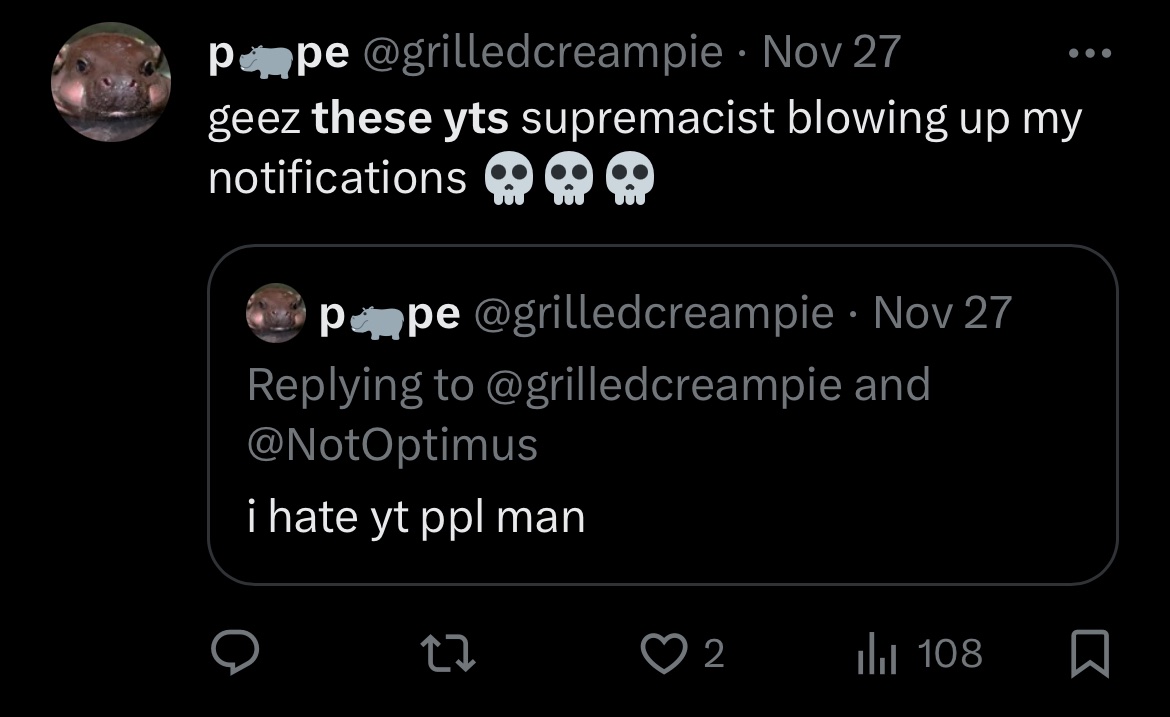 p🦛pe @grilledcreampie · Nov 27
geez these yts supremacist blowing up my
notifications 💀💀💀
p🦛pe @grilledcreampie · Nov 27
Replying to @grilledcreampie and
@NotOptimus
i hate yt ppl man
2 108